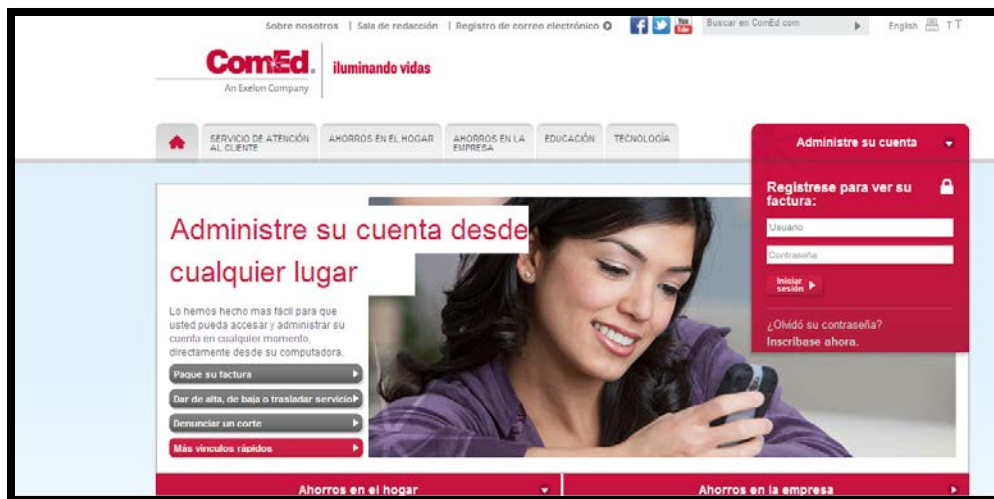 Sobre nosotros | Sala de redacción | Registro de correo electrónico
You Tube
Buscar en ComEd.com
English
T T
ComEd.
An Exelon Company
iluminando vidas
SERVICIO DE ATENCIÓN
AL CLIENTE
AHORROS EN EL HOGAR
AHORROS EN LA
EMPRESA
EDUCACIÓN
TECNOLOGÍA
Administre su cuenta
Registrese para ver su
factura:
Usuario
Contraseña
Iniciar
sesión
¿Olvidó su contraseña?
Inscríbase ahora.
Administre su cuenta desde
cualquier lugar
Lo hemos hecho mas fácil para que
usted pueda accesar y administrar su
cuenta en cualquier momento,
directamente desde su computadora.
Paque su factura
Dar de alta, de baja o trasladar servicio
Denunciar un corte
Más vínculos rápidos
Ahorros en el hogar
Ahorros en la empresa